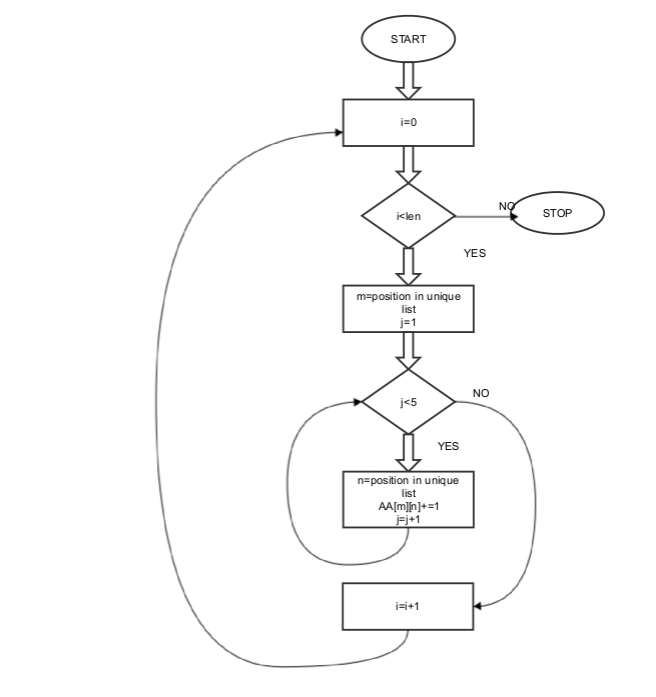 START
i=0
i<len
NO
STOP
YES
m=position in unique
list
j=1
j<5
NO
YES
n=position in unique
list
AA[m][n]+=1
j=j+1
i=i+1